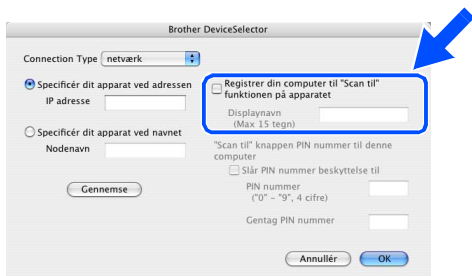 Brother DeviceSelector
Connection Type netværk
Specificér dit apparat ved adressen
IP adresse
Specificér dit apparat ved navnet
Nodenavn
Gennemse
Registrer din computer til "Scan til"
funktionen på apparatet
Displaynavn
(Max 15 tegn)
"Scan til" knappen PIN nummer til denne
computer
Slår PIN nummer beskyttelse til
PIN nummer
("0" - "9", 4 cifre)
Gentag PIN nummer
Annullér OK